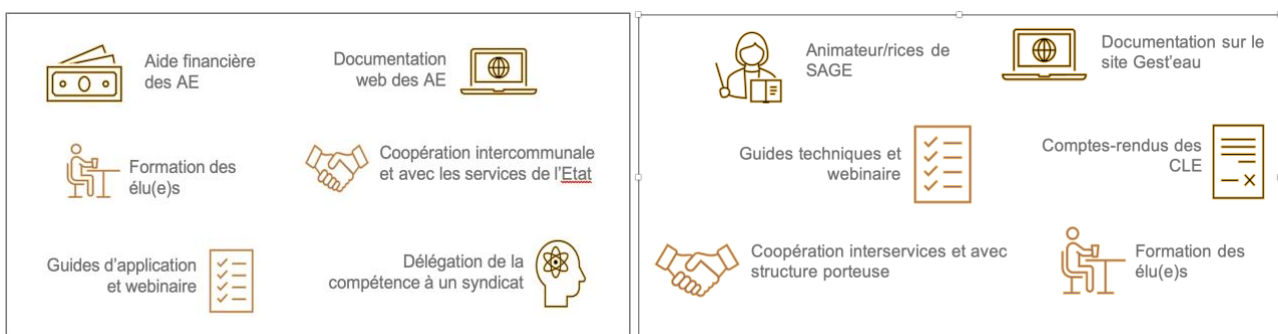 Aide financière
des AE
Documentation
web des AE
Formation des
élu(e)s
Coopération intercommunale
et avec les services de l'Etat
Guides d'application
et webinaire
Délégation de la
compétence à un syndicat
Animateur/rices de
SAGE
Documentation sur le
site Gest'eau
Guides techniques et
webinaire
Comptes-rendus des
CLE
Coopération interservices et avec
structure porteuse
Formation des
élu(e)s